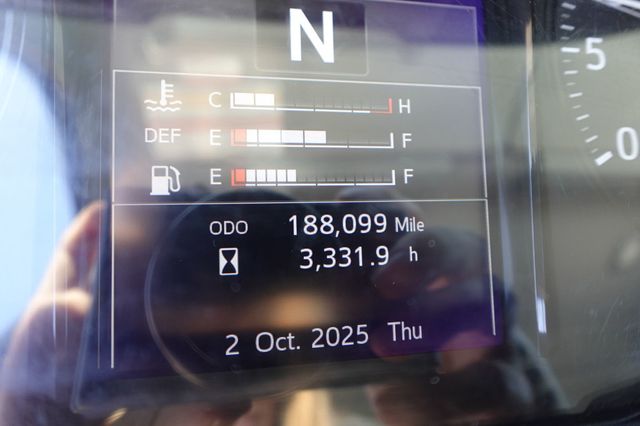 N
C H
DEF E F
E F
ODO 188,099 Mile
3,331.9 h
2 Oct. 2025 Thu
5
0